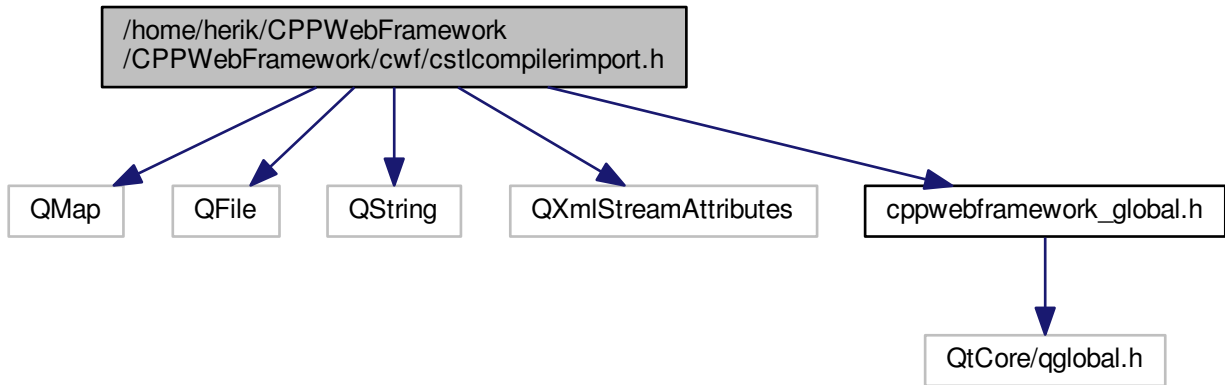 /home/herik/CPPWebFramework
/CPPWebFramework/cwf/cstlcompilerimport.h
QMap
QFile
QString
QXmlStreamAttributes
cppwebframework_global.h
QtCore/qglobal.h